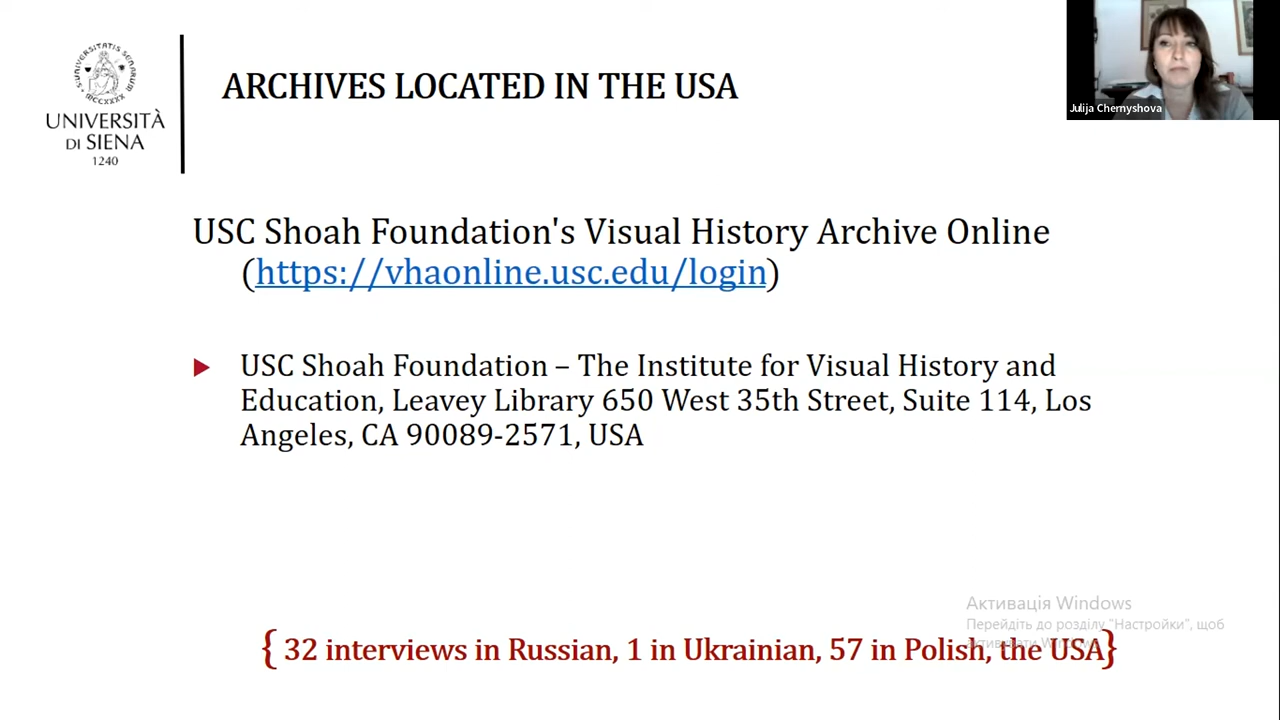 UNIVERSITÀ
DI SIENA
1240
ARCHIVES LOCATED IN THE USA
Julija Chernyshova
USC Shoah Foundation's Visual History Archive Online
(https://vhaonline.usc.edu/login)
USC Shoah Foundation – The Institute for Visual History and
Education, Leavey Library 650 West 35th Street, Suite 114, Los
Angeles, CA 90089-2571, USA
Активація Windows
Перейдіть до розділу "Настройки", щоб
активувати Windows.
{ 32 interviews in Russian, 1 in Ukrainian, 57 in Polish, the USA}